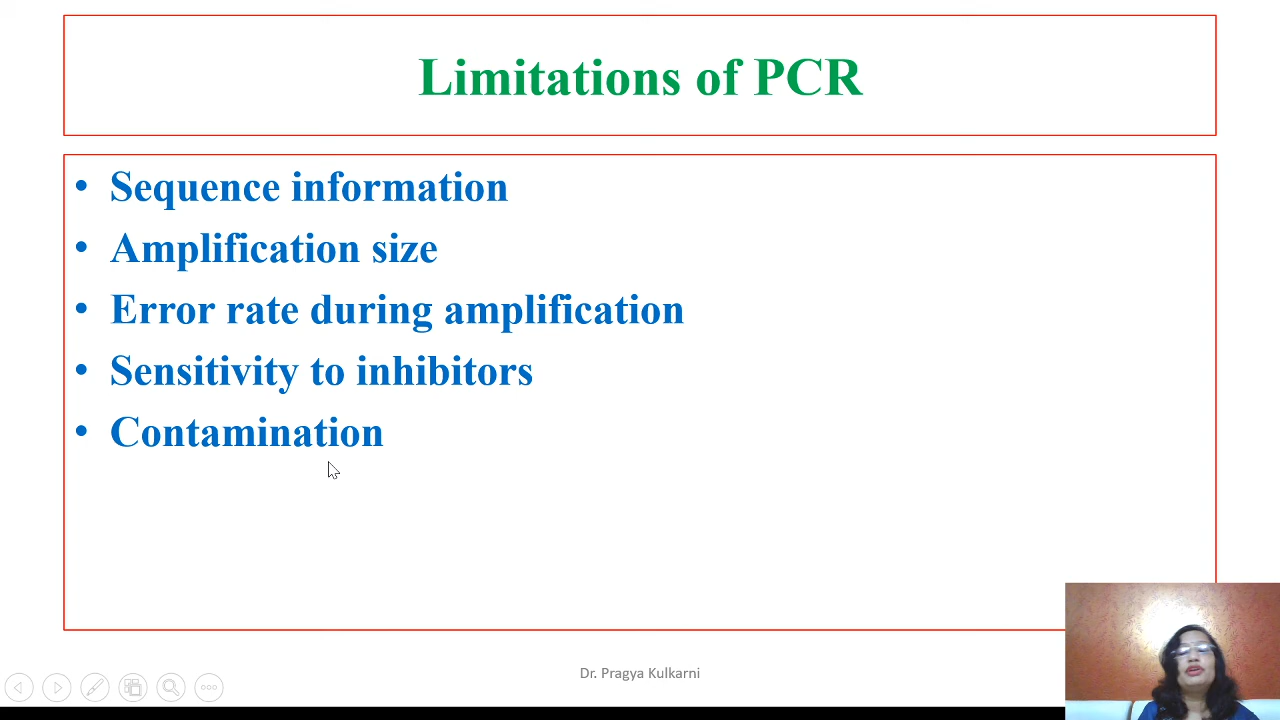 Limitations of PCR
• Sequence information
• Amplification size
• Error rate during amplification
• Sensitivity to inhibitors
• Contamination
Dr. Pragya Kulkarni